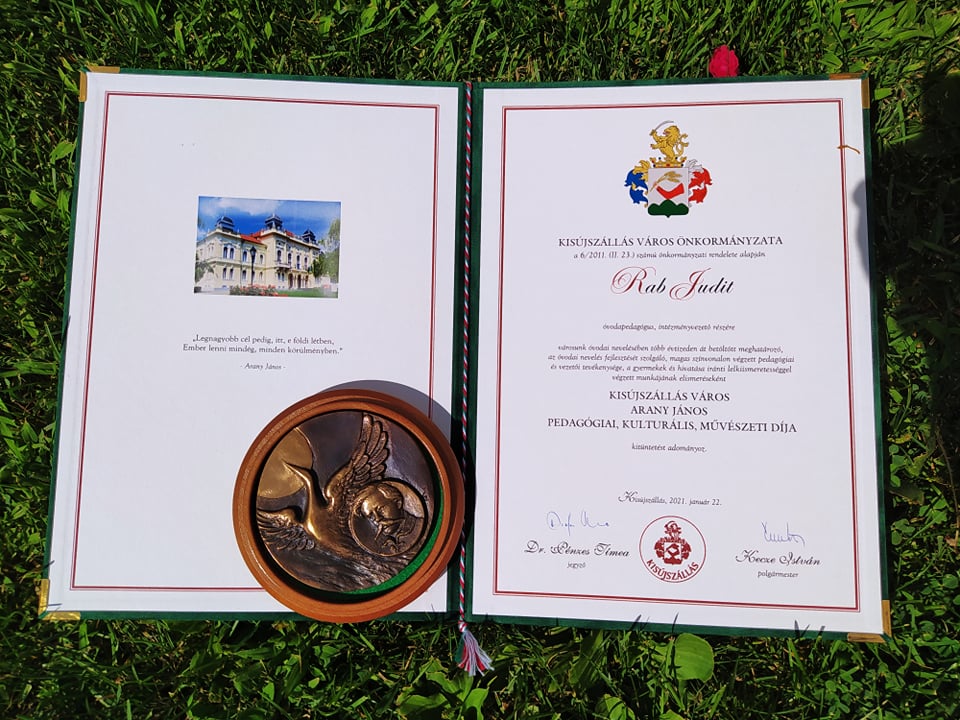 „Legnagyobb cél pedig, itt, e földi létben,
Ember lenni mindég, minden körülményben."
- Arany János -
KISÚJSZÁLLÁS VÁROS ÖNKORMÁNYZATA
a 6/2011. (II. 23.) számú önkormányzati rendelete alapján
Rab Judit
óvodapedagógus, intézményvezető részére
városunk óvodai nevelésében több évtizeden át betöltött meghatározó,
az óvodai nevelés fejlesztését szolgáló, magas színvonalon végzett pedagógiai
és vezetői tevékenysége, a gyermekek és hivatása iránti lelkiismeretességgel
végzett munkájának elismeréseként
KISÚJSZÁLLÁS VÁROS
ARANY JÁNOS
PEDAGÓGIAI, KULTURÁLIS, MŰVÉSZETI DÍJA
kitüntetést adományoz.
Kisújszállás, 2021. január 22.
Dr. Pénzes Tímea
jegyző
KISÚJSZÁLLÁS
Kecze István
polgármester